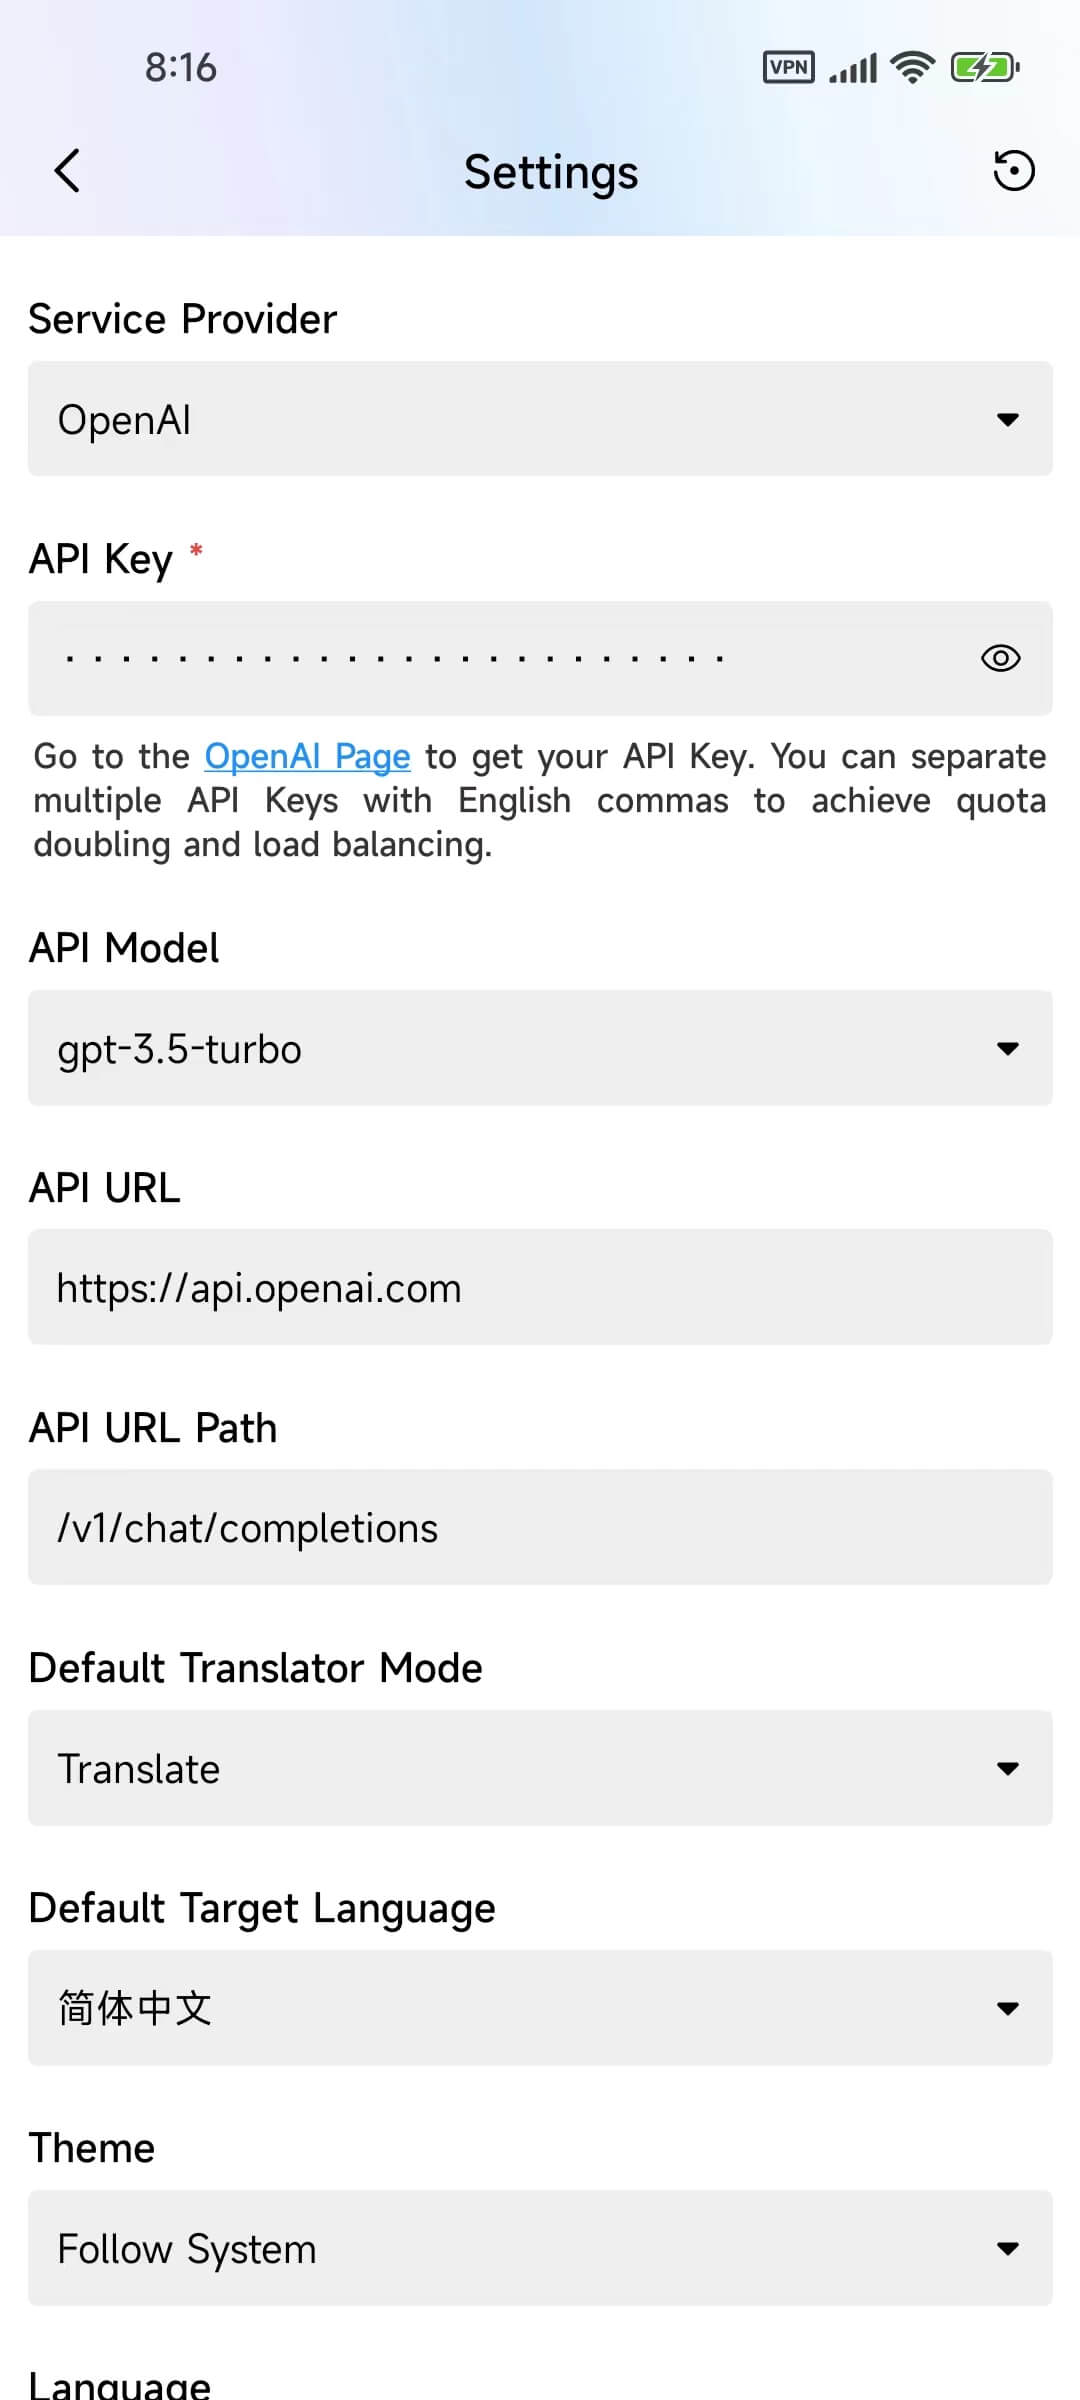 8:16
VPN
Settings
Service Provider
OpenAI
API Key *
Go to the OpenAI Page to get your API Key. You can separate
multiple API Keys with English commas to achieve quota
doubling and load balancing.
API Model
gpt-3.5-turbo
API URL
https://api.openai.com
API URL Path
/v1/chat/completions
Default Translator Mode
Translate
Default Target Language
简体中文
Theme
Follow System
Language